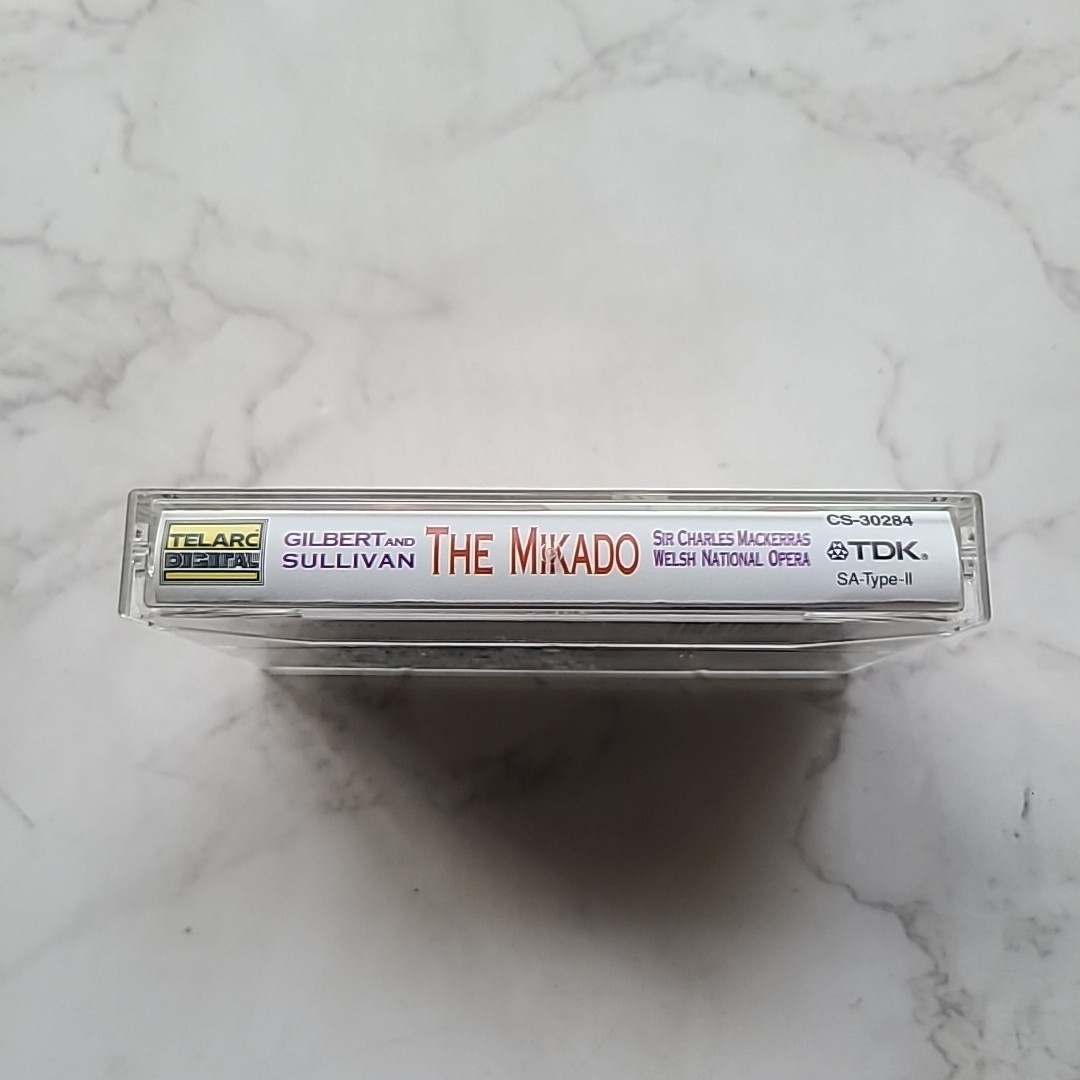 TELARC
DIGITAL
GILBERT AND
SULLIVAN
THE MIKADO
SIR CHARLES MACKERRAS
WELSH NATIONAL OPERA
CS-30284
TDK®
SA-Type-II